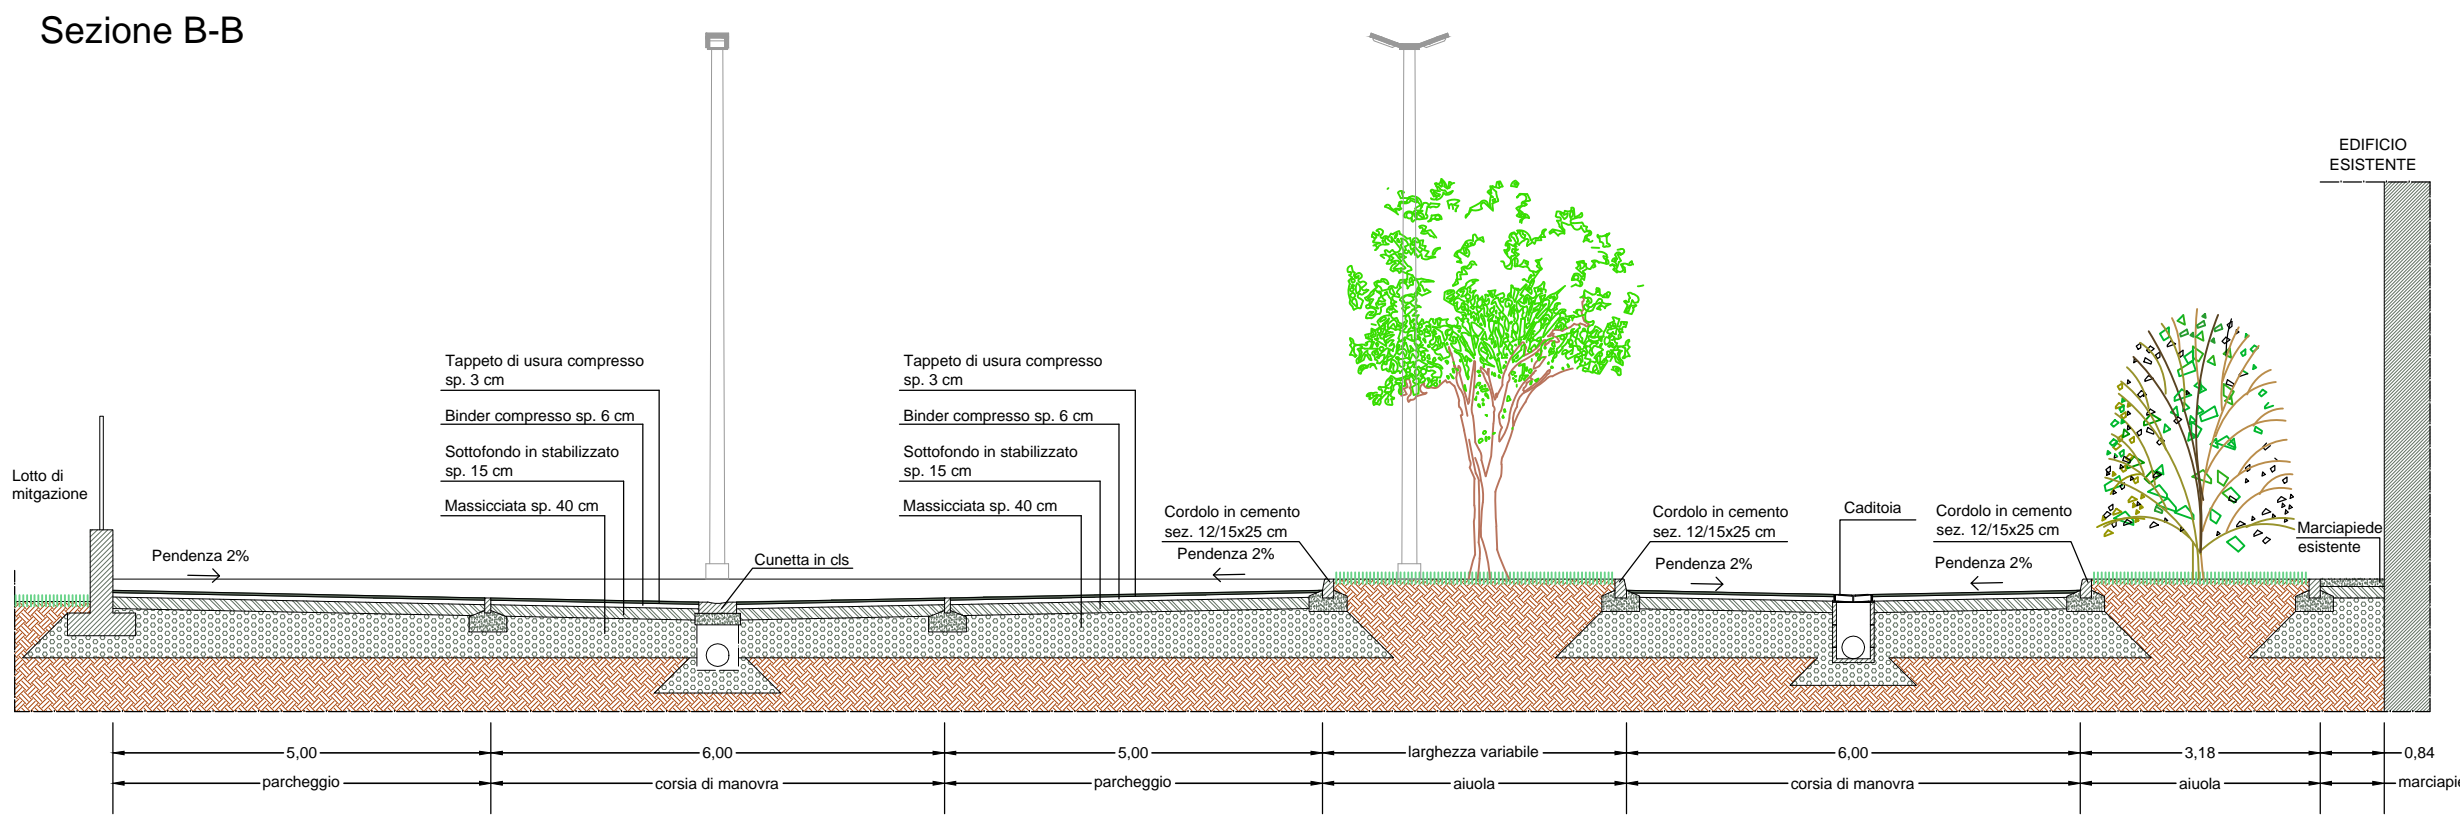 Sezione B-B
EDIFICIO
ESISTENTE
Tappeto di usura compresso
sp. 3 cm
Binder compresso sp. 6 cm
Sottofondo in stabilizzato
sp. 15 cm
Massicciata sp. 40 cm
Tappeto di usura compresso
sp. 3 cm
Binder compresso sp. 6 cm
Sottofondo in stabilizzato
sp. 15 cm
Massicciata sp. 40 cm
Lotto di
mitgazione
Pendenza 2%
Cunetta in cls
Cordolo in cemento
sez. 12/15x25 cm
Pendenza 2%
Cordolo in cemento
sez. 12/15x25 cm
Pendenza 2%
Caditoia
Cordolo in cemento
sez. 12/15x25 cm
Pendenza 2%
Marciapiede
esistente
5,00
6,00
5,00
larghezza variabile
6,00
3,18
0,84
parcheggio
corsia di manovra
parcheggio
aiuola
corsia di manovra
aiuola
marciapie